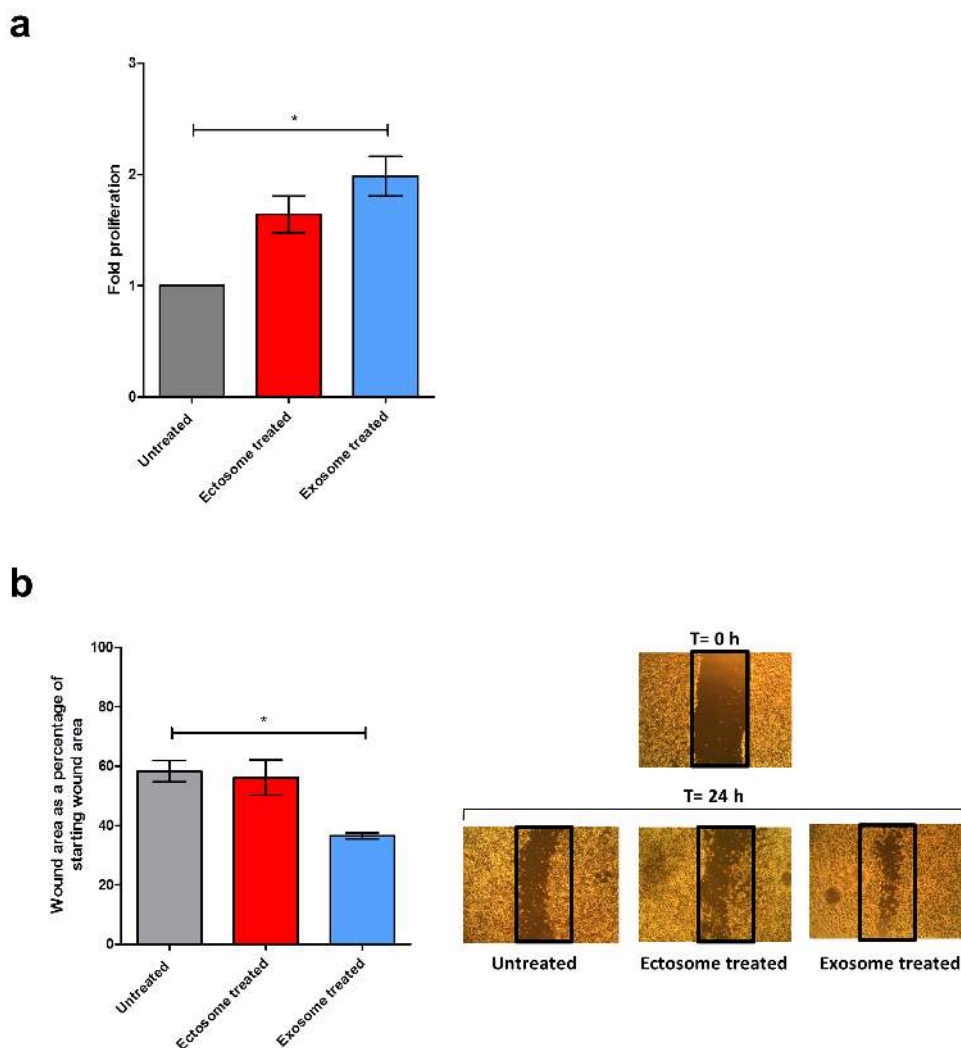 a
3
2
1
0
Fold proliferation
*
Untreated
Ectosome treated
Exosome treated
b
100
80
60
40
20
0
Wound area as a percentage of
starting wound area
*
Untreated
Ectosome treated
Exosome treated
T= 0 h
T= 24 h
Untreated
Ectosome treated
Exosome treated